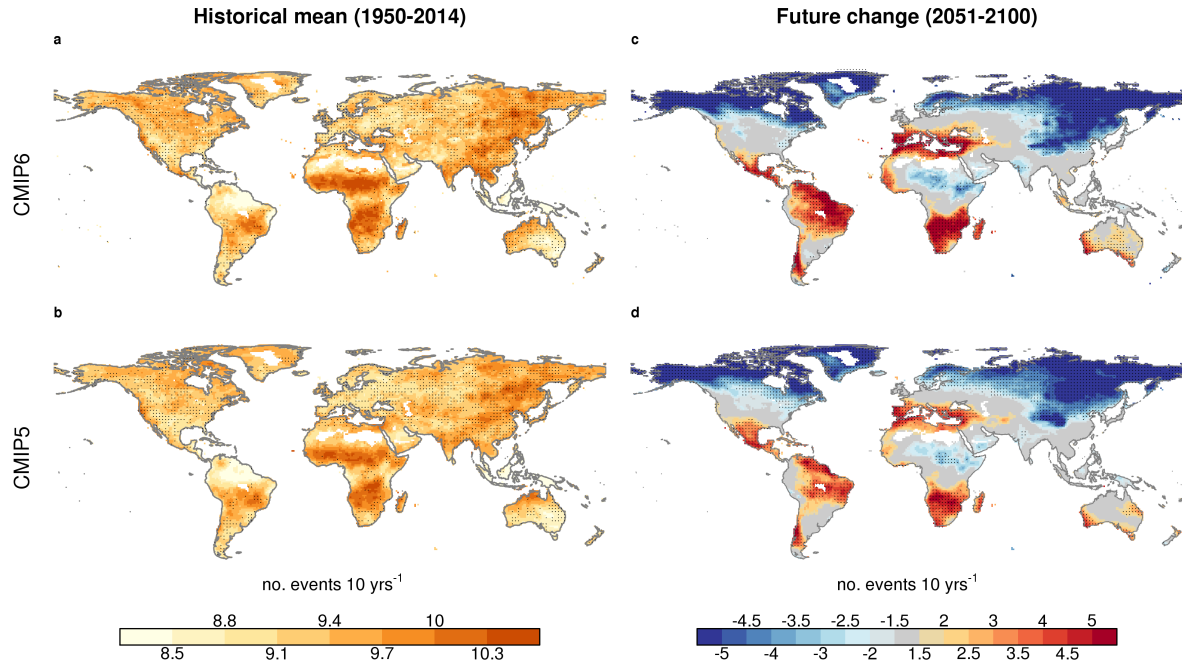 Historical mean (1950-2014)
Future change (2051-2100)
a
c
CMIP6
b
d
CMIP5
no. events 10 yrs-1
no. events 10 yrs-1
8.8 9.4 10
8.5 9.1 9.7 10.3
-4.5 -3.5 -2.5 -1.5 2 3 4 5
-5 -4 -3 -2 1.5 2.5 3.5 4.5